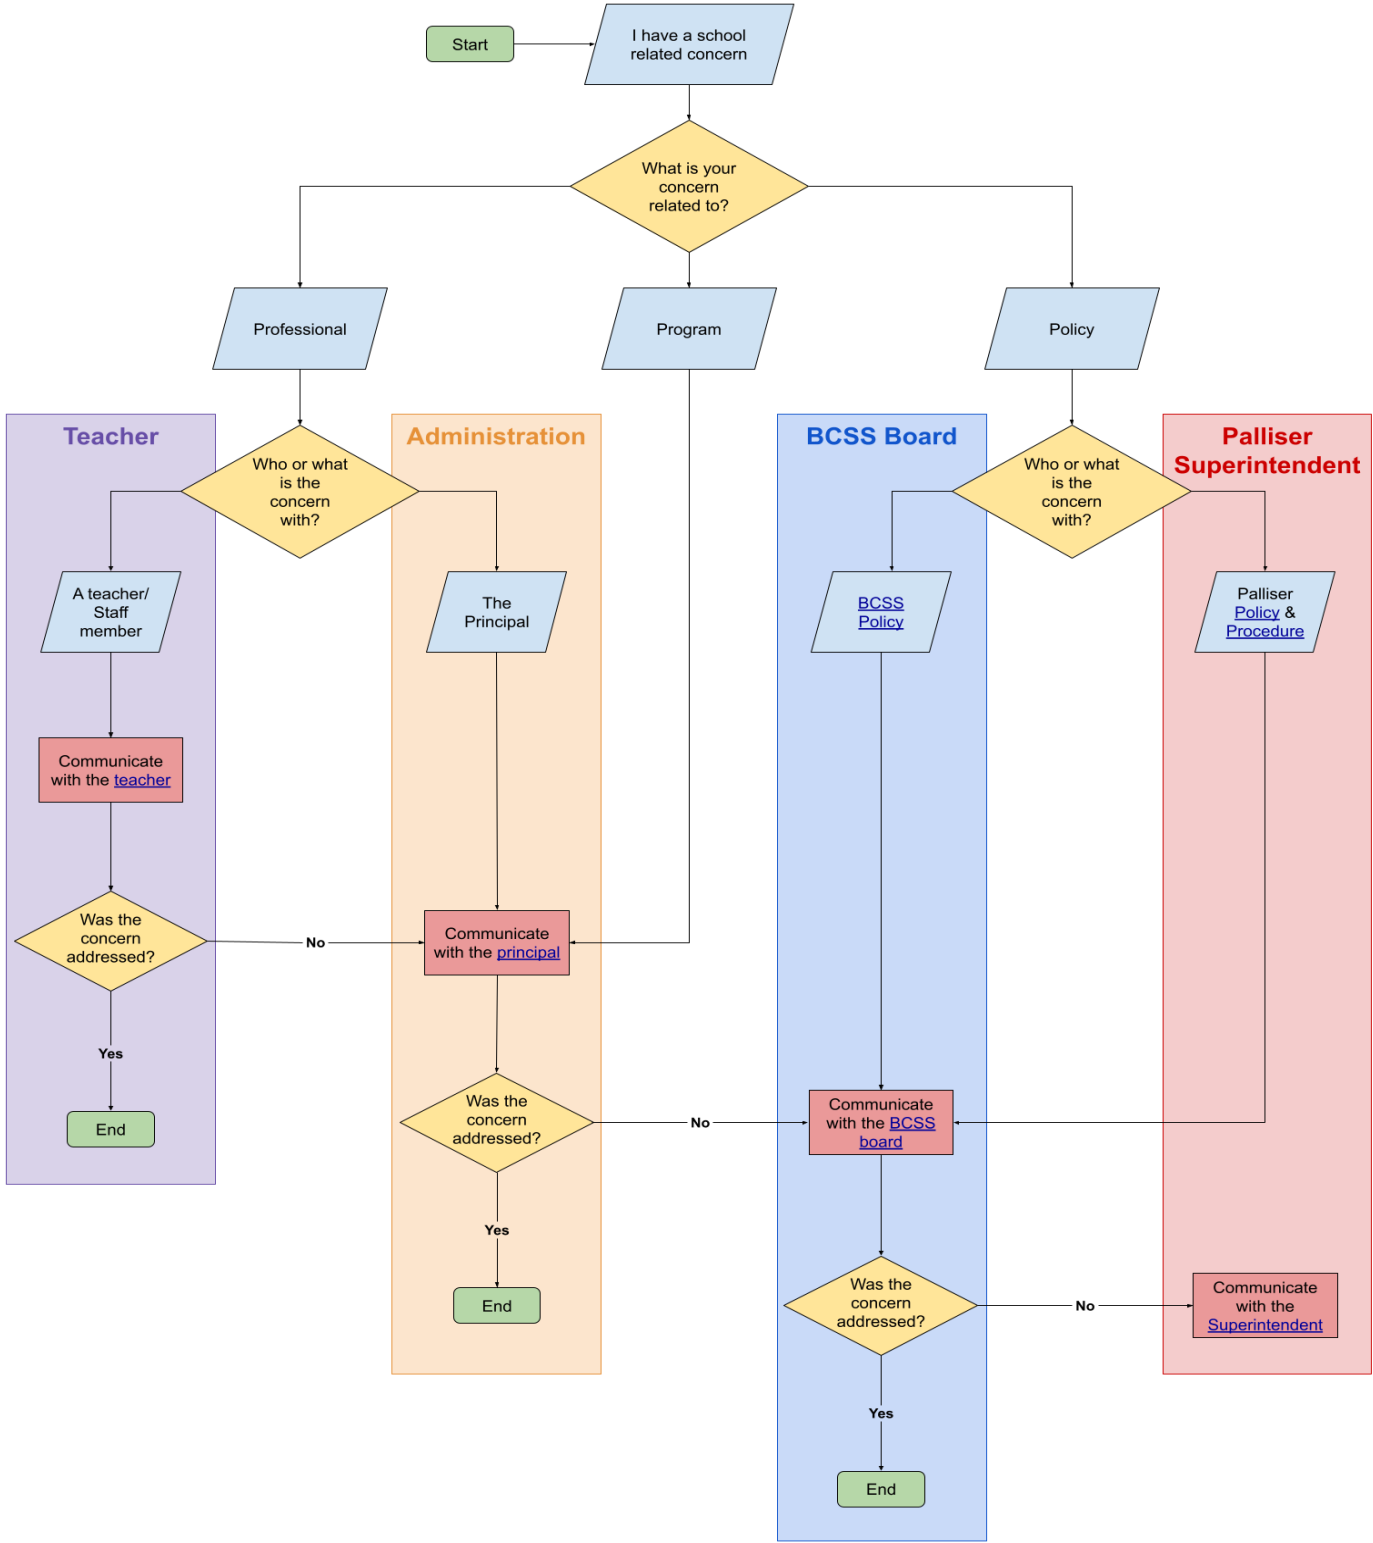 Start
I have a school
related concern
What is your
concern
related to?
Professional
Program
Policy
Teacher
Administration
BCSS Board
Palliser
Superintendent
Who or what
is the
concern
with?
Who or what
is the
concern
with?
A teacher/
Staff
member
The
Principal
BCSS
Policy
Palliser
Policy &
Procedure
Communicate
with the teacher
Was the
concern
addressed?
No
Communicate
with the principal
Yes
End
Was the
concern
addressed?
No
Communicate
with the BCSS
board
Yes
End
Was the
concern
addressed?
No
Communicate
with the
Superintendent
Yes
End